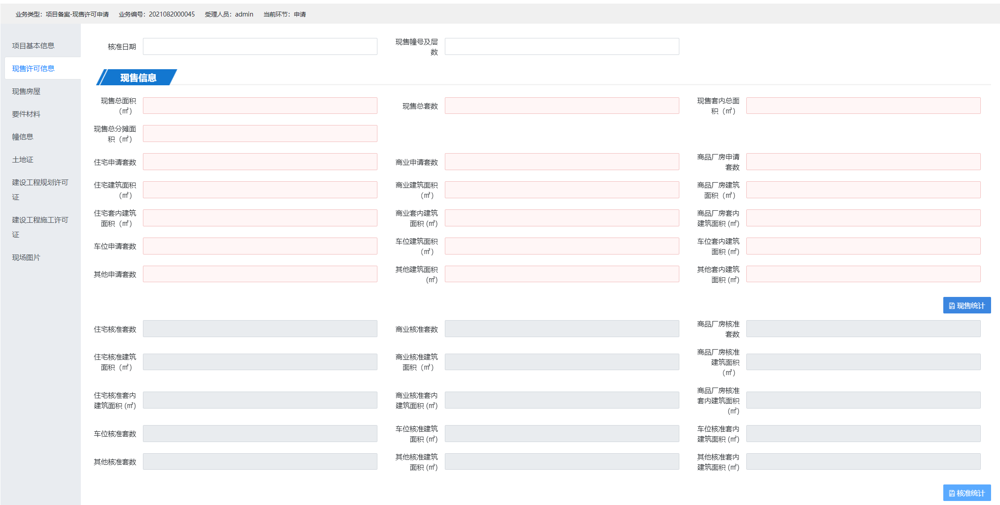 业务类型：项目备案-现售许可申请 业务编号：2021082000045 受理人员：admin 当前环节：申请
项目基本信息
现售许可信息
现售房屋
要件材料
幢信息
土地证
建设工程规划许可
证
建设工程施工许可
证
现场图片
核准日期
现售幢号及层
数
现售信息
现售总面积
（㎡）
现售总套数
现售套内总面
积（㎡）
现售总分摊面
积（㎡）
住宅申请套数
商业申请套数
商品厂房申请
套数
住宅建筑面积
（㎡）
商业建筑面积
（㎡）
商品厂房建筑
面积（㎡）
住宅套内建筑
面积（㎡）
商业套内建筑
面积 (㎡)
商品厂房套内
建筑面积 (㎡)
车位申请套数
车位建筑面积
（㎡）
车位套内建筑
面积 (㎡)
其他申请套数
其他建筑面积
(㎡)
其他套内建筑
面积 (㎡)
现售统计
住宅核准套数
商业核准套数
商品厂房核准
套数
住宅核准建筑
面积（㎡）
商业核准建筑
面积（㎡）
商品厂房核准
建筑面积
（㎡）
住宅核准套内
建筑面积 (㎡)
商业核准套内
建筑面积 (㎡)
商品厂房核准
套内建筑面积
(㎡)
车位核准套数
车位核准建筑
面积 (㎡)
车位核准套内
建筑面积 (㎡)
其他核准套数
其他核准建筑
面积 (㎡)
其他核准套内
建筑面积 (㎡)
核准统计